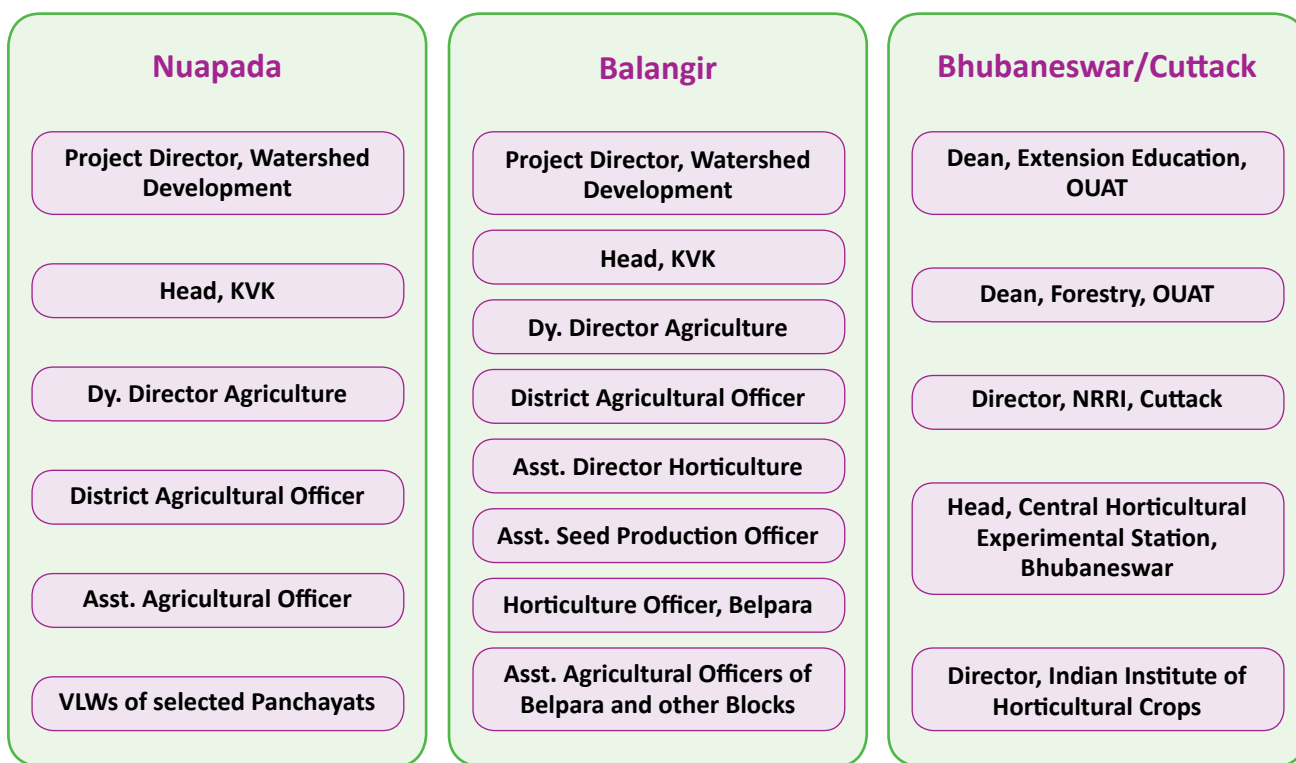 Nuapada
Project Director, Watershed
Development
Head, KVK
Dy. Director Agriculture
District Agricultural Officer
Asst. Agricultural Officer
VLWs of selected Panchayats
Balangir
Project Director, Watershed
Development
Head, KVK
Dy. Director Agriculture
District Agricultural Officer
Asst. Director Horticulture
Asst. Seed Production Officer
Horticulture Officer, Belpara
Asst. Agricultural Officers of
Belpara and other Blocks
Bhubaneswar/Cuttack
Dean, Extension Education,
OUAT
Dean, Forestry, OUAT
Director, NRRI, Cuttack
Head, Central Horticultural
Experimental Station,
Bhubaneswar
Director, Indian Institute of
Horticultural Crops